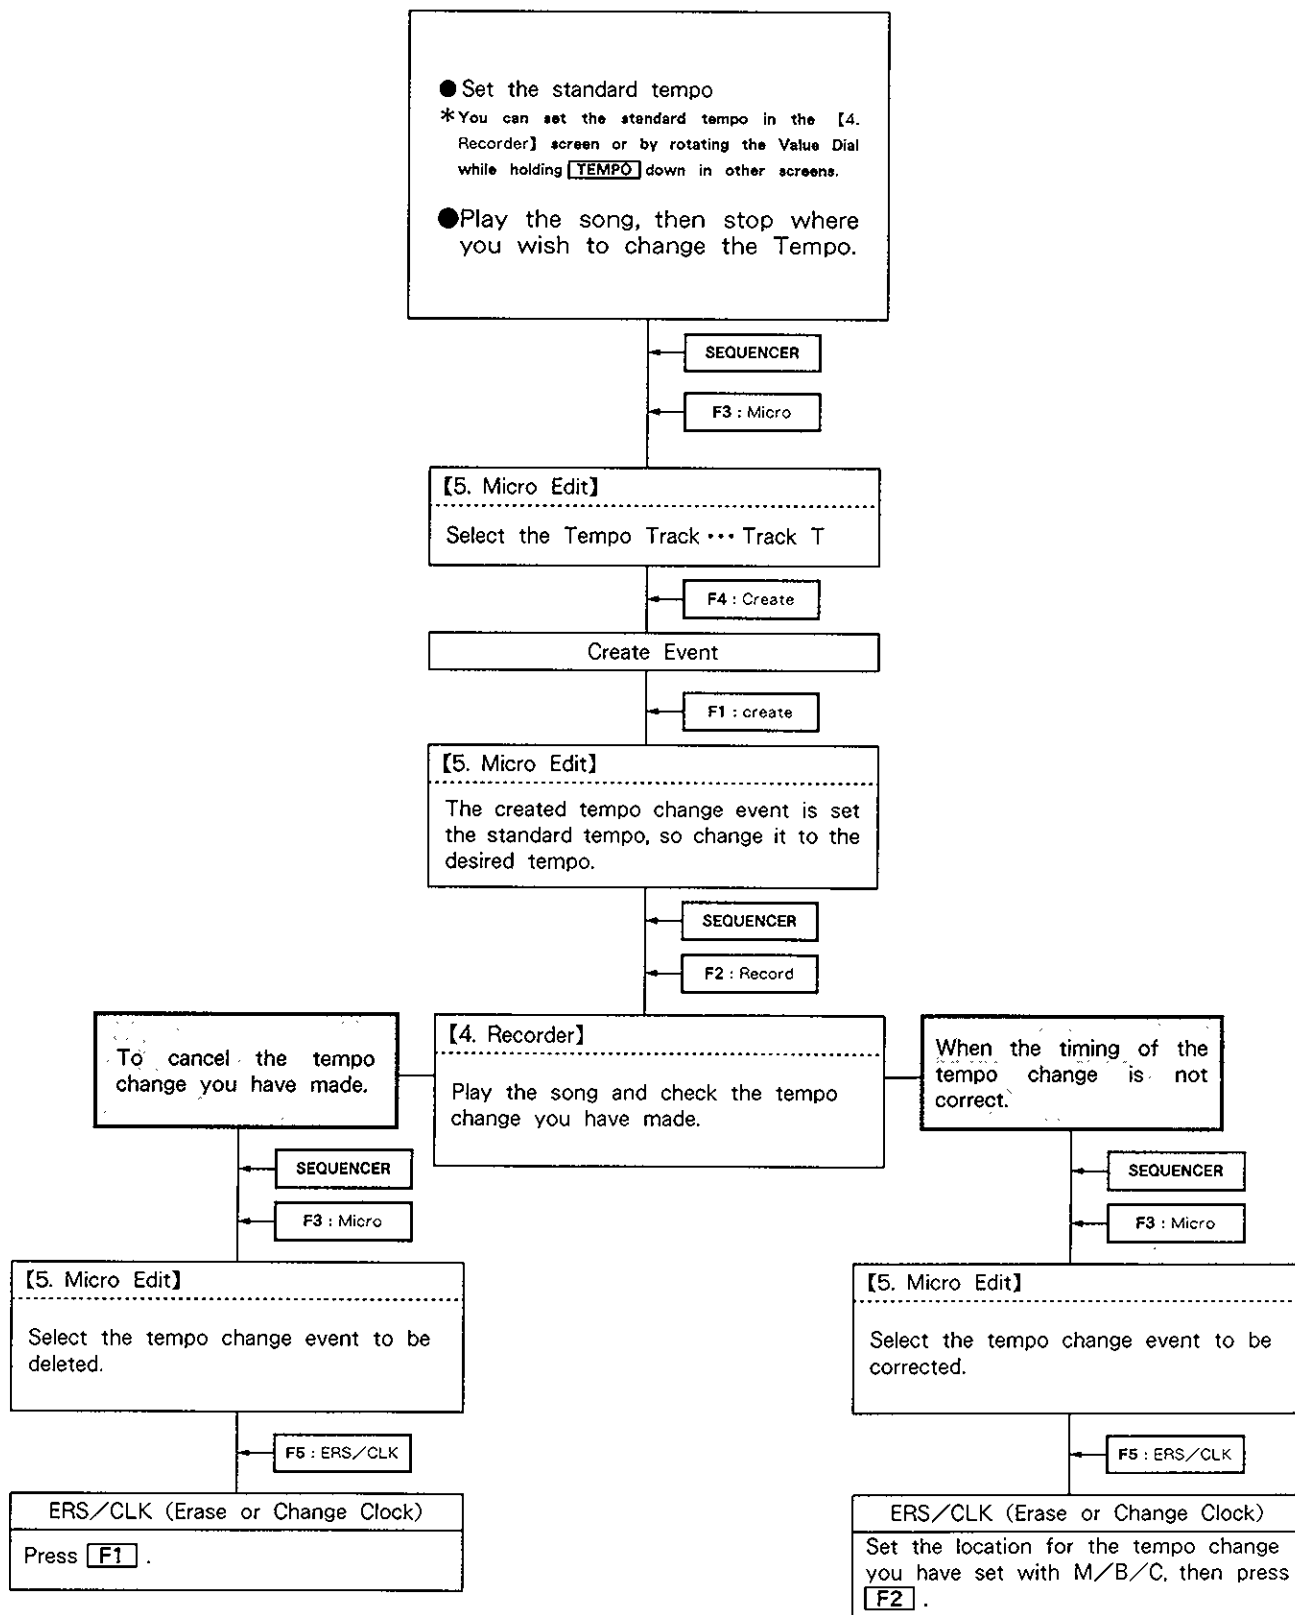 ● Set the standard tempo
*You can set the standard tempo in the 【4.
Recorder】 screen or by rotating the Value Dial
while holding TEMPO down in other screens.
●Play the song, then stop where
you wish to change the Tempo.
SEQUENCER
F3 : Micro
【5. Micro Edit】
Select the Tempo Track ··· Track T
F4 : Create
Create Event
F1 : create
【5. Micro Edit】
The created tempo change event is set
the standard tempo, so change it to the
desired tempo.
SEQUENCER
F2 : Record
【4. Recorder】
Play the song and check the tempo
change you have made.
To cancel the tempo
change you have made.
SEQUENCER
F3 : Micro
【5. Micro Edit】
Select the tempo change event to be
deleted.
F5 : ERS/CLK
ERS/CLK (Erase or Change Clock)
Press F1 .
When the timing of the
tempo change is not
correct.
SEQUENCER
F3 : Micro
【5. Micro Edit】
Select the tempo change event to be
corrected.
F5 : ERS/CLK
ERS/CLK (Erase or Change Clock)
Set the location for the tempo change
you have set with M/B/C, then press
F2 .